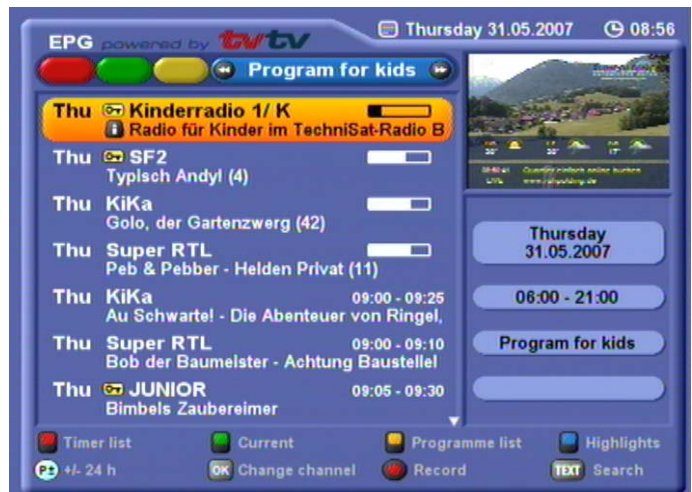 EPG powered by tvtv
Thursday 31.05.2007
08:56
Program for kids
Thu Kinderradio 1/ K
Radio für Kinder im TechniSat-Radio B
Thu SF2
Typisch Andy! (4)
Thu KiKa
Golo, der Gartenzwerg (42)
Thu Super RTL
Peb & Pebber - Helden Privat (11)
Thu KiKa 09:00 - 09:25
Au Schwarte! - Die Abenteuer von Ringel,
Thu Super RTL 09:00 - 09:10
Bob der Baumeister - Achtung Baustelle!
Thu JUNIOR 09:05 - 09:30
Bimbels Zaubereimer
Thursday
31.05.2007
06:00 - 21:00
Program for kids
Timer list
Current
Programme list
Highlights
P± +/- 24 h
OK Change channel
Record
TEXT Search